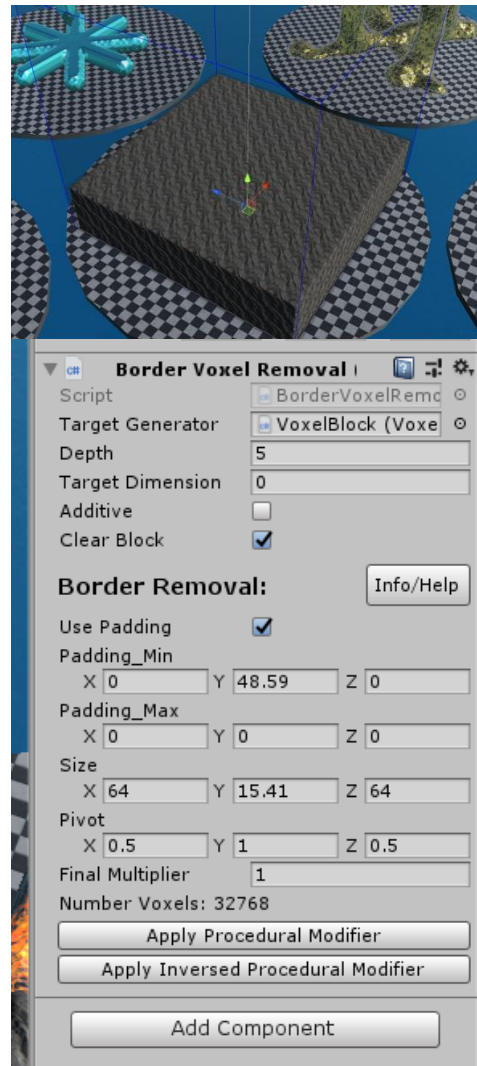 Border Voxel Removal (
Script BorderVoxelRemo
Target Generator VoxelBlock (Voxe
Depth 5
Target Dimension 0
Additive
Clear Block
Border Removal: Info/Help
Use Padding
Padding_Min
X 0 Y 48.59 Z 0
Padding_Max
X 0 Y 0 Z 0
Size
X 64 Y 15.41 Z 64
Pivot
X 0.5 Y 1 Z 0.5
Final Multiplier 1
Number Voxels: 32768
Apply Procedural Modifier
Apply Inversed Procedural Modifier
Add Component